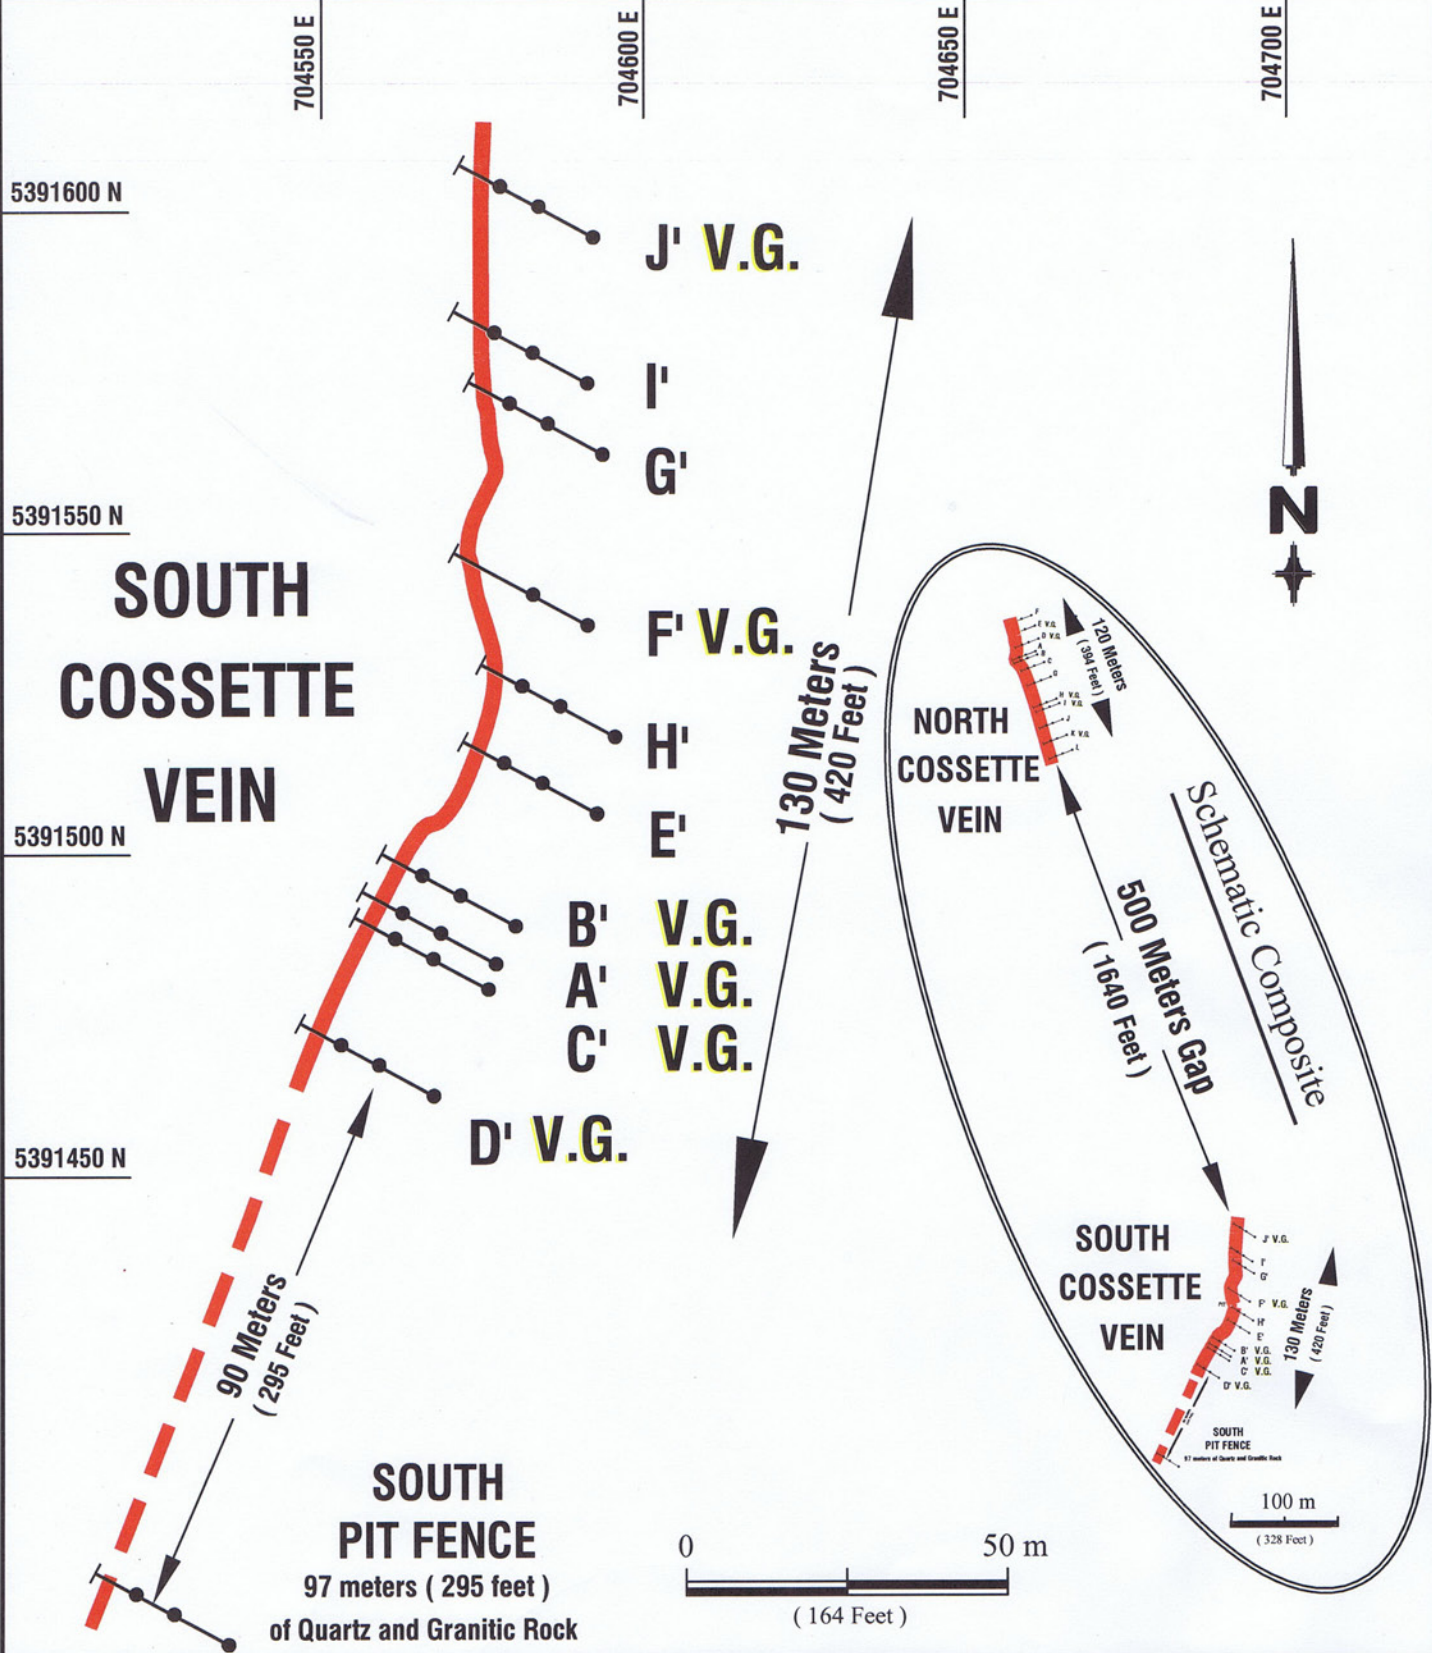 704550 E
704600 E
704650 E
704700 E
5391600 N
J' V.G.
I'
G'
5391550 N
N
SOUTH
COSSETTE
VEIN
F' V.G.
H'
E'
130 Meters
( 420 Feet )
5391500 N
B' V.G.
A' V.G.
C' V.G.
D' V.G.
5391450 N
90 Meters
( 295 Feet )
SOUTH
PIT FENCE
97 meters ( 295 feet )
of Quartz and Granitic Rock
0 50 m
( 164 Feet )
F
E V.G.
D V.G.
A
B
C
G
H V.G.
I V.G.
J
K V.G.
L
120 Meters
( 394 Feet )
NORTH
COSSETTE
VEIN
Schematic Composite
500 Meters Gap
( 1640 Feet )
SOUTH
COSSETTE
VEIN
J' V.G.
I'
G'
F' V.G.
H'
E'
B' V.G.
A' V.G.
C' V.G.
D' V.G.
130 Meters
( 420 Feet )
SOUTH
PIT FENCE
97 meters of Quartz and Granitic Rock
100 m
( 328 Feet )